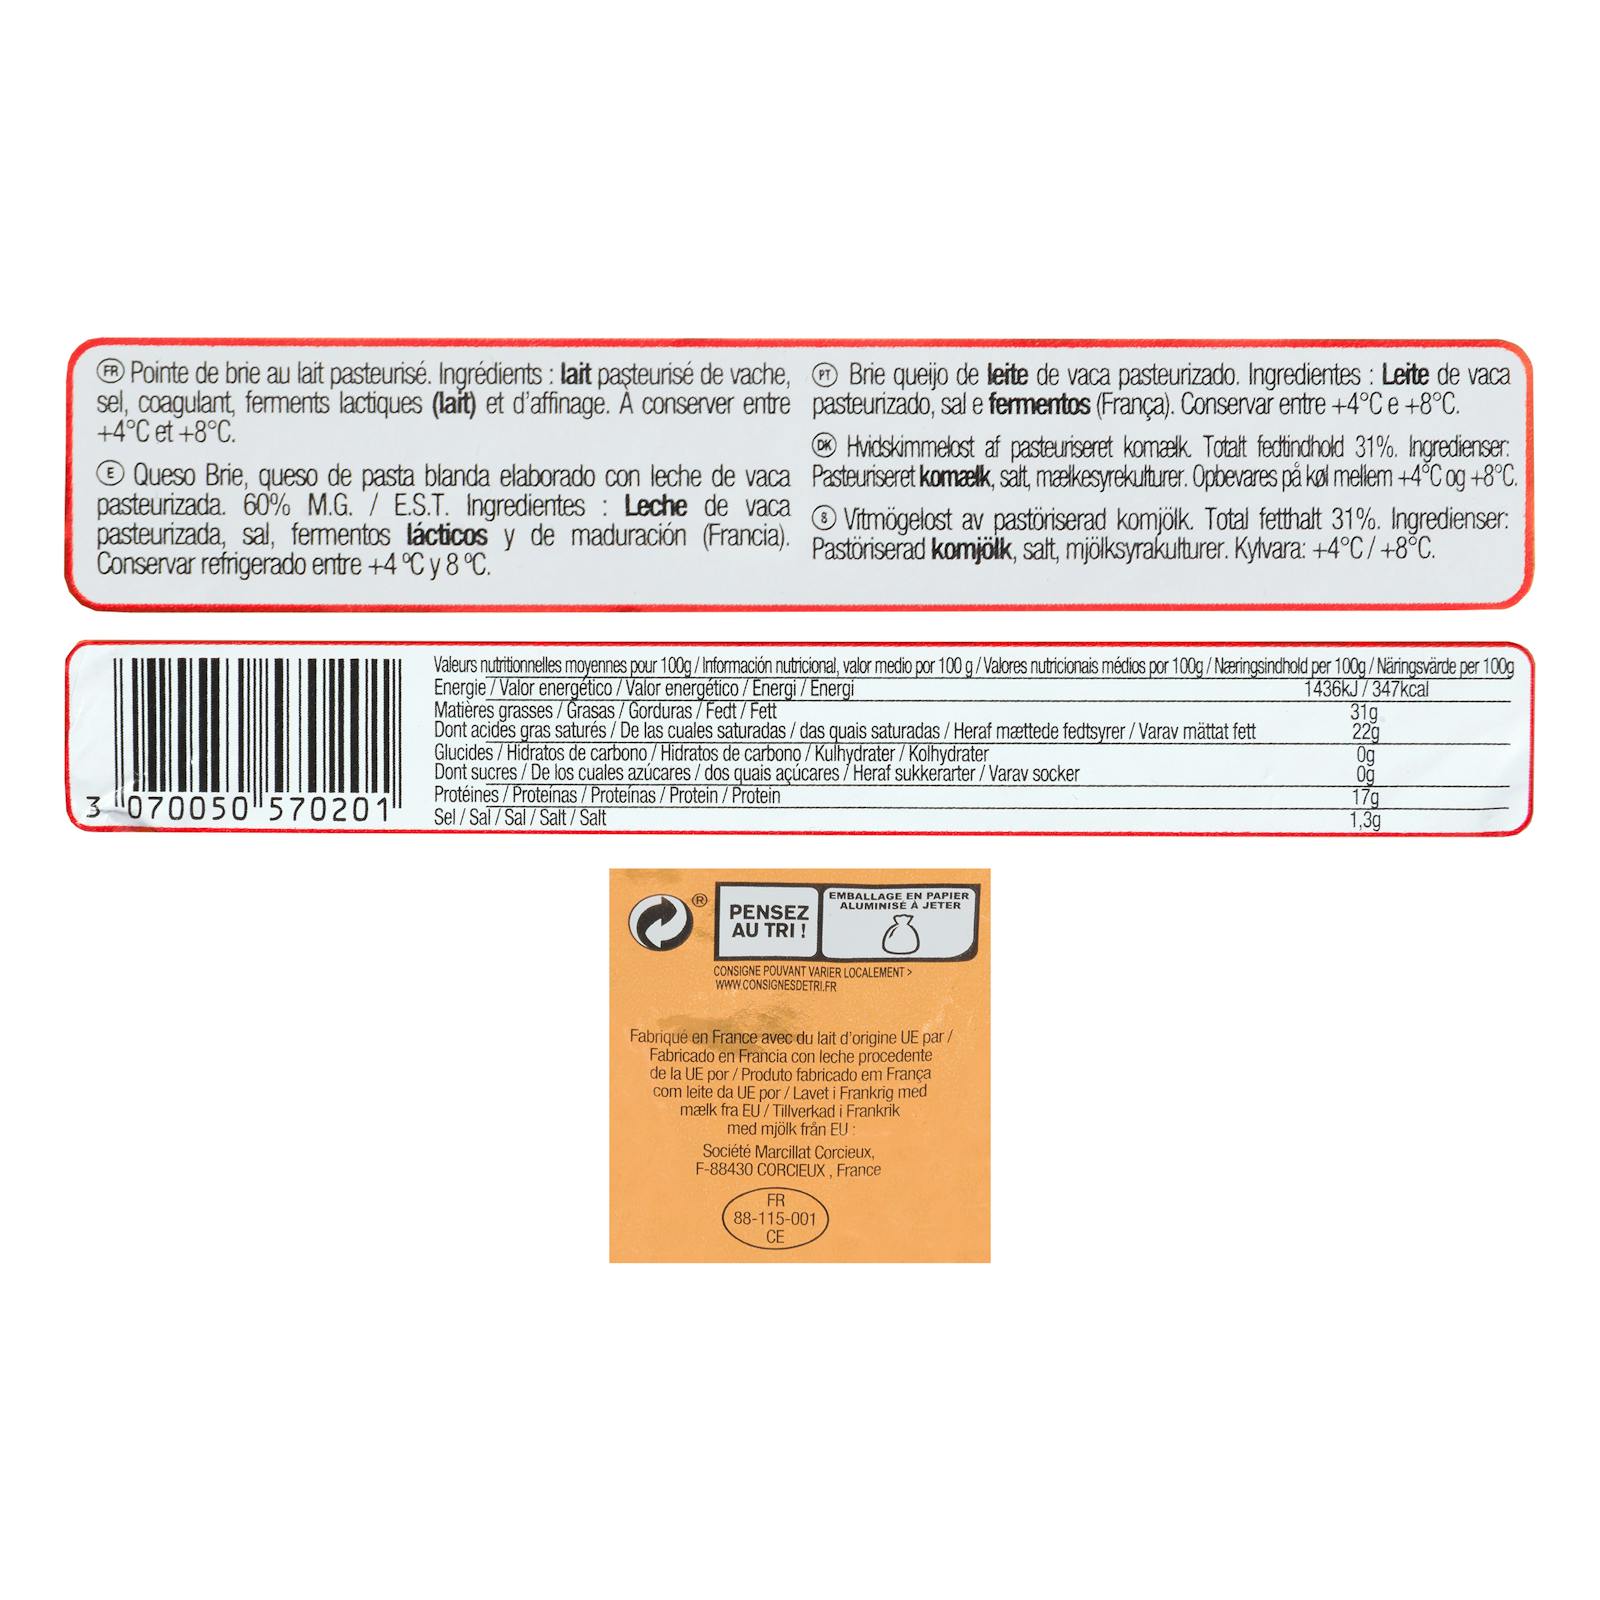 FR Pointe de brie au lait pasteurisé. Ingrédients : lait pasteurisé de vache,
sel, coagulant, ferments lactiques (lait) et d'affinage. À conserver entre
+4°C et +8°C.
E Queso Brie, queso de pasta blanda elaborado con leche de vaca
pasteurizada. 60% M.G. / E.S.T. Ingredientes : Leche de vaca
pasteurizada, sal, fermentos lácticos y de maduración (Francia).
Conservar refrigerado entre +4 ºC y 8 ºC.
PT Brie queijo de leite de vaca pasteurizado. Ingredientes : Leite de vaca
pasteurizado, sal e fermentos (França). Conservar entre +4°C e +8°C.
DK Hvidskimmelost af pasteuriseret komælk. Totalt fedtindhold 31%. Ingredienser:
Pasteuriseret komælk, salt, mælkesyrekulturer. Opbevares på køl mellem +4°C og +8°C.
S Vitmögelost av pastöriserad komjölk. Total fetthalt 31%. Ingredienser:
Pastöriserad komjölk, salt, mjölksyrakulturer. Kylvara: +4°C / +8°C.
Valeurs nutritionnelles moyennes pour 100g / Información nutricional, valor medio por 100 g / Valores nutricionais médios por 100g / Næringsindhold per 100g / Näringsvärde per 100g
Energie / Valor energético / Valor energético / Energi / Energi 1436kJ / 347kcal
Matières grasses / Grasas / Gorduras / Fedt / Fett 31g
Dont acides gras saturés / De las cuales saturadas / das quais saturadas / Heraf mættede fedtsyrer / Varav mättat fett 22g
Glucides / Hidratos de carbono / Hidratos de carbono / Kulhydrater / Kolhydrater 0g
Dont sucres / De los cuales azúcares / dos quais açúcares / Heraf sukkerarter / Varav socker 0g
Protéines / Proteínas / Proteínas / Protein / Protein 17g
Sel / Sal / Sal / Salt / Salt 1,3g
3 070050 570201
®
PENSEZ
AU TRI !
EMBALLAGE EN PAPIER
ALUMINISÉ À JETER
CONSIGNE POUVANT VARIER LOCALEMENT >
WWW.CONSIGNESDETRI.FR
Fabriqué en France avec du lait d'origine UE par /
Fabricado en Francia con leche procedente
de la UE por / Produto fabricado em França
com leite da UE por / Lavet i Frankrig med
mælk fra EU / Tillverkad i Frankrik
med mjölk från EU :
Société Marcillat Corcieux,
F-88430 CORCIEUX , France
FR
88-115-001
CE